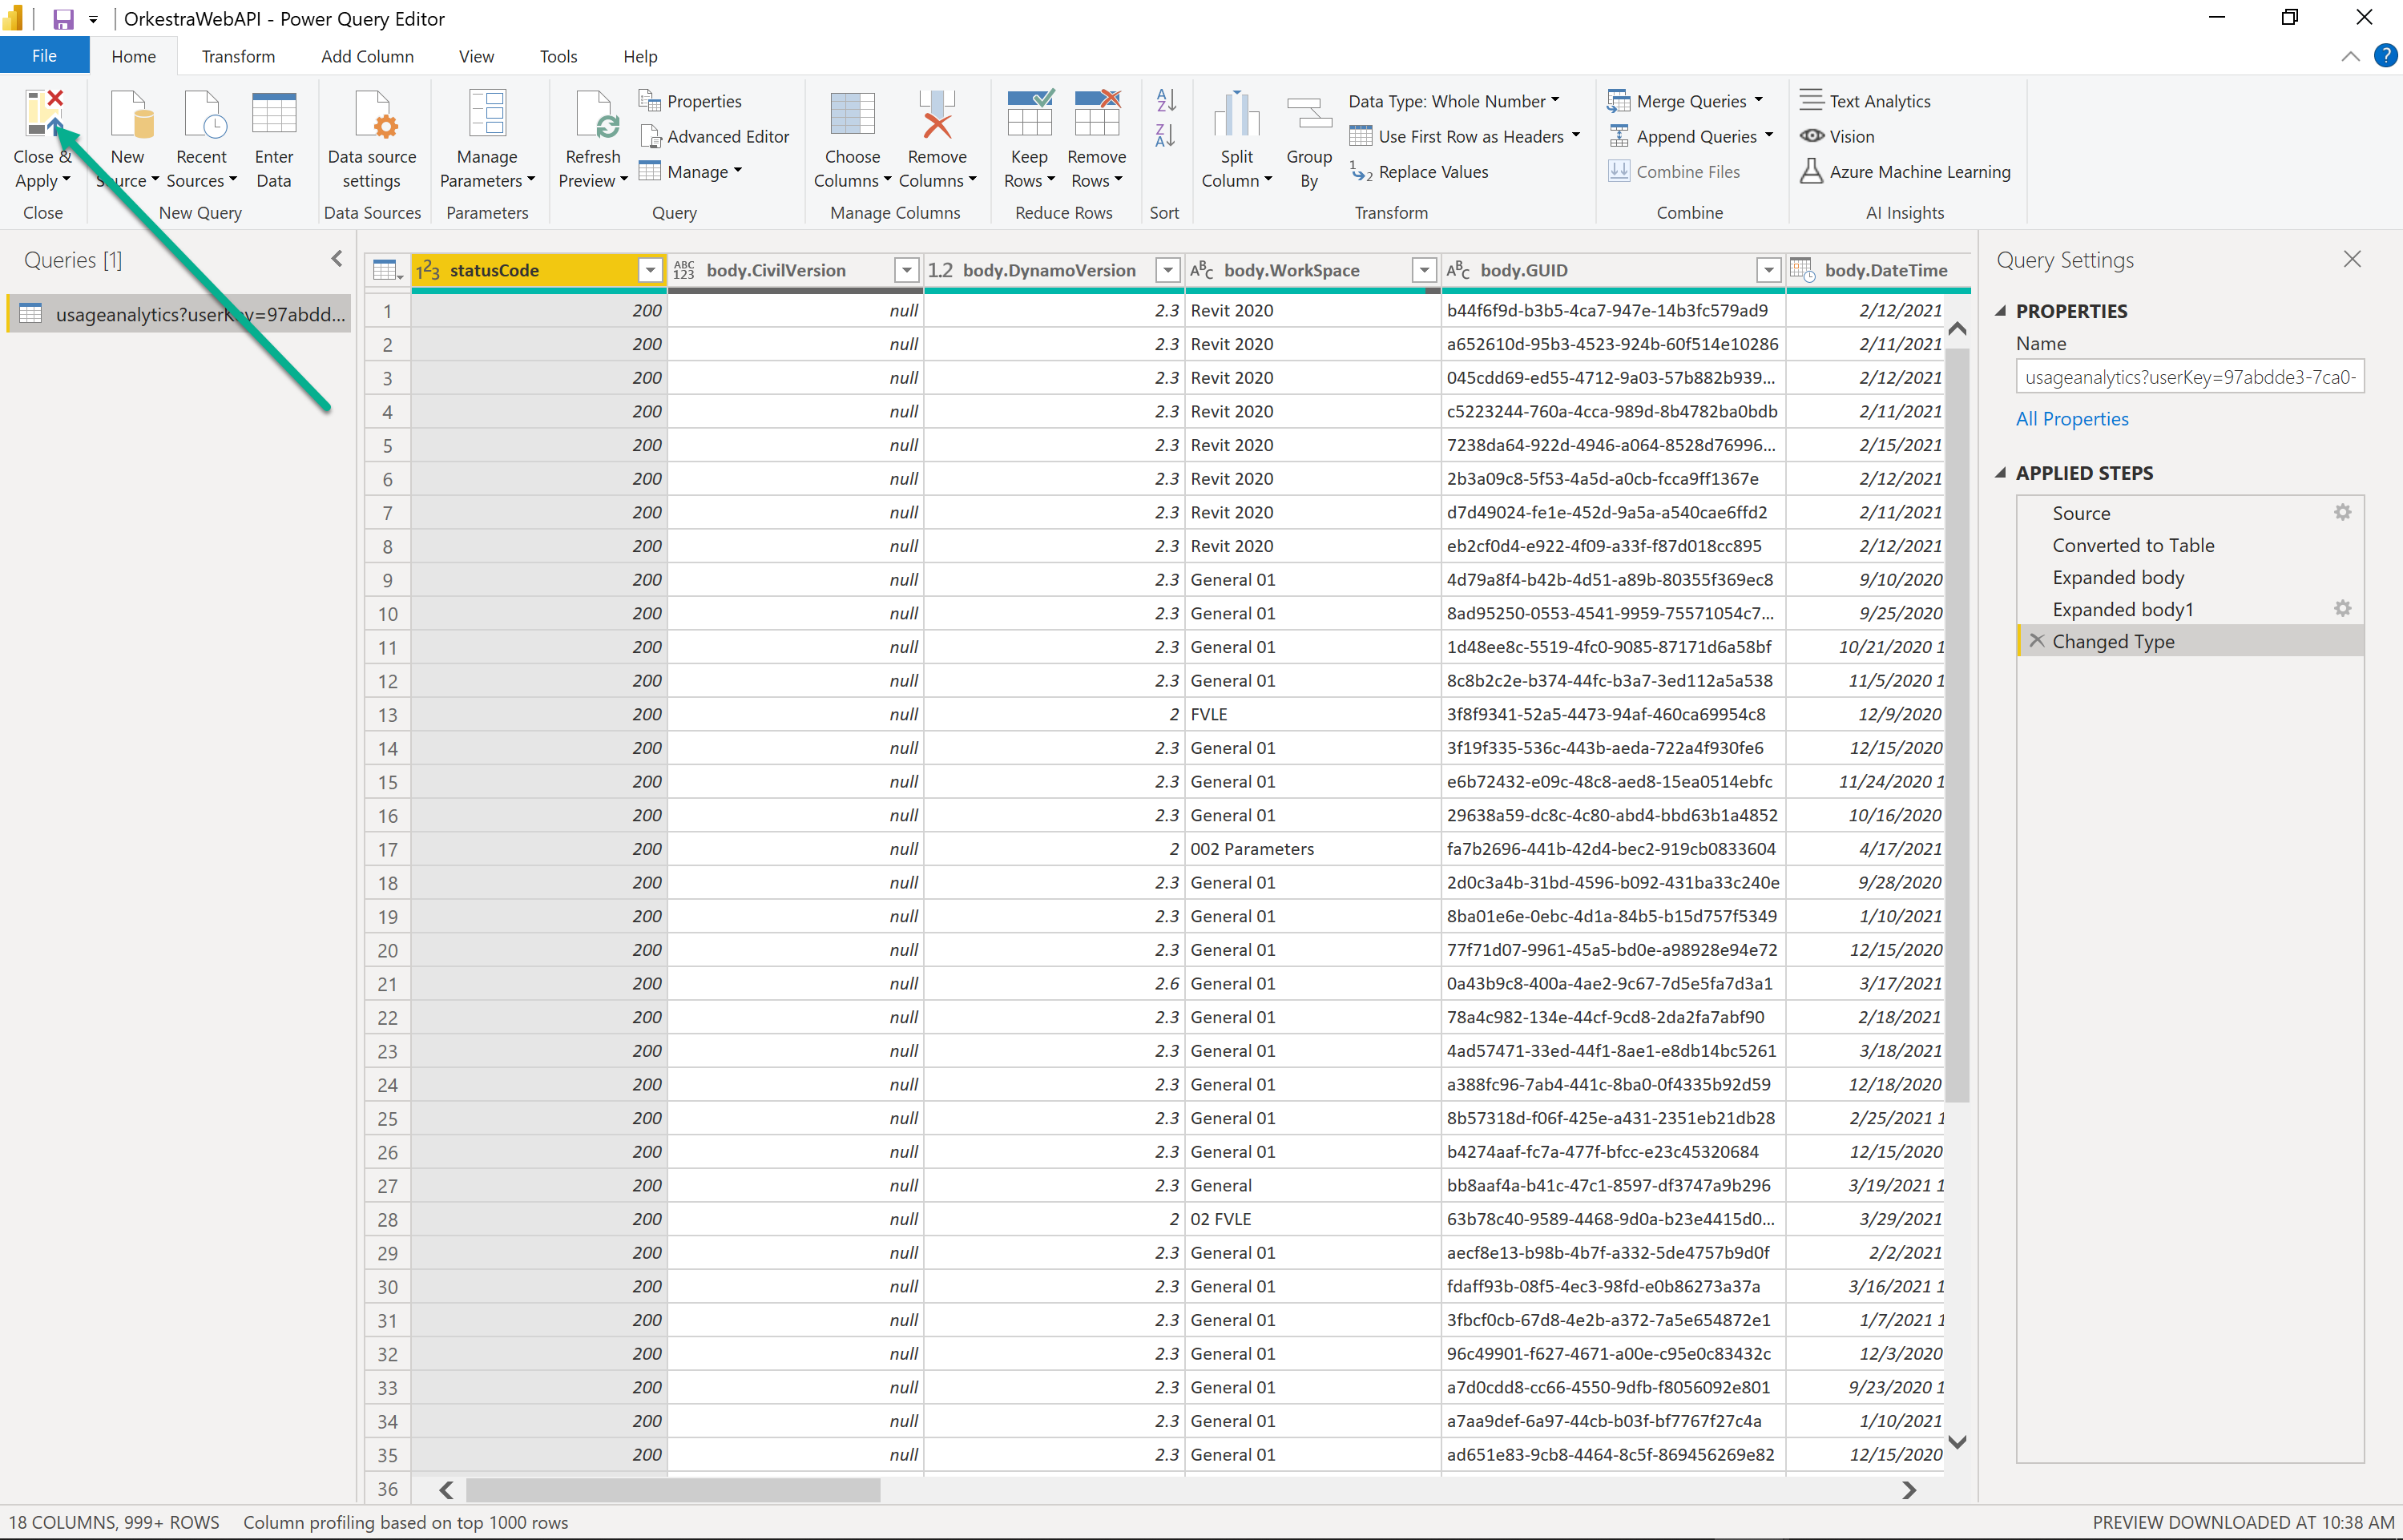 OrkestraWebAPI - Power Query Editor
File Home Transform Add Column View Tools Help
Close & Apply
New Source
Recent Sources
Enter Data
Data source settings
Manage Parameters
Refresh Preview
Properties
Advanced Editor
Manage
Choose Columns
Remove Columns
Keep Rows
Remove Rows
A Z
Z A
Split Column
Group By
Data Type: Whole Number
Use First Row as Headers
1 2 Replace Values
Merge Queries
Append Queries
Combine Files
Text Analytics
Vision
Azure Machine Learning
?
Close New Query Data Sources Parameters Query Manage Columns Reduce Rows Sort Transform Combine AI Insights
Queries [1]
usageanalytics?userKey=97abdd...
123 statusCode ABC 123 body.CivilVersion 1.2 body.DynamoVersion ABC body.WorkSpace ABC body.GUID body.DateTime
1 200 null 2.3 Revit 2020 b44f6f9d-b3b5-4ca7-947e-14b3fc579ad9 2/12/2021
2 200 null 2.3 Revit 2020 a652610d-95b3-4523-924b-60f514e10286 2/11/2021
3 200 null 2.3 Revit 2020 045cdd69-ed55-4712-9a03-57b882b939... 2/12/2021
4 200 null 2.3 Revit 2020 c5223244-760a-4cca-989d-8b4782ba0bdb 2/11/2021
5 200 null 2.3 Revit 2020 7238da64-922d-4946-a064-8528d76996... 2/15/2021
6 200 null 2.3 Revit 2020 2b3a09c8-5f53-4a5d-a0cb-fcca9ff1367e 2/12/2021
7 200 null 2.3 Revit 2020 d7d49024-fe1e-452d-9a5a-a540cae6ffd2 2/11/2021
8 200 null 2.3 Revit 2020 eb2cf0d4-e922-4f09-a33f-f87d018cc895 2/12/2021
9 200 null 2.3 General 01 4d79a8f4-b42b-4d51-a89b-80355f369ec8 9/10/2020
10 200 null 2.3 General 01 8ad95250-0553-4541-9959-75571054c7... 9/25/2020
11 200 null 2.3 General 01 1d48ee8c-5519-4fc0-9085-87171d6a58bf 10/21/2020 1
12 200 null 2.3 General 01 8c8b2c2e-b374-44fc-b3a7-3ed112a5a538 11/5/2020 1
13 200 null 2 FVLE 3f8f9341-52a5-4473-94af-460ca69954c8 12/9/2020
14 200 null 2.3 General 01 3f19f335-536c-443b-aeda-722a4f930fe6 12/15/2020
15 200 null 2.3 General 01 e6b72432-e09c-48c8-aed8-15ea0514ebfc 11/24/2020 1
16 200 null 2.3 General 01 29638a59-dc8c-4c80-abd4-bbd63b1a4852 10/16/2020
17 200 null 2 002 Parameters fa7b2696-441b-42d4-bec2-919cb0833604 4/17/2021
18 200 null 2.3 General 01 2d0c3a4b-31bd-4596-b092-431ba33c240e 9/28/2020
19 200 null 2.3 General 01 8ba01e6e-0ebc-4d1a-84b5-b15d757f5349 1/10/2021
20 200 null 2.3 General 01 77f71d07-9961-45a5-bd0e-a98928e94e72 12/15/2020
21 200 null 2.6 General 01 0a43b9c8-400a-4ae2-9c67-7d5e5fa7d3a1 3/17/2021
22 200 null 2.3 General 01 78a4c982-134e-44cf-9cd8-2da2fa7abf90 2/18/2021
23 200 null 2.3 General 01 4ad57471-33ed-44f1-8ae1-e8db14bc5261 3/18/2021
24 200 null 2.3 General 01 a388fc96-7ab4-441c-8ba0-0f4335b92d59 12/18/2020
25 200 null 2.3 General 01 8b57318d-f06f-425e-a431-2351eb21db28 2/25/2021 1
26 200 null 2.3 General 01 b4274aaf-fc7a-477f-bfcc-e23c45320684 12/15/2020
27 200 null 2.3 General bb8aaf4a-b41c-47c1-8597-df3747a9b296 3/19/2021 1
28 200 null 2 02 FVLE 63b78c40-9589-4468-9d0a-b23e4415d0... 3/29/2021
29 200 null 2.3 General 01 aecf8e13-b98b-4b7f-a332-5de4757b9d0f 2/2/2021
30 200 null 2.3 General 01 fdaff93b-08f5-4ec3-98fd-e0b86273a37a 3/16/2021 1
31 200 null 2.3 General 01 3fbcf0cb-67d8-4e2b-a372-7a5e654872e1 1/7/2021 1
32 200 null 2.3 General 01 96c49901-f627-4671-a00e-c95e0c83432c 12/3/2020
33 200 null 2.3 General 01 a7d0cdd8-cc66-4550-9dfb-f8056092e801 9/23/2020 1
34 200 null 2.3 General 01 a7aa9def-6a97-44cb-b03f-bf7767f27c4a 1/10/2021
35 200 null 2.3 General 01 ad651e83-9cb8-4464-8c5f-869456269e82 12/15/2020
36
Query Settings
PROPERTIES
Name
usageanalytics?userKey=97abdde3-7ca0-
All Properties
APPLIED STEPS
Source
Converted to Table
Expanded body
Expanded body1
Changed Type
18 COLUMNS, 999+ ROWS Column profiling based on top 1000 rows PREVIEW DOWNLOADED AT 10:38 AM